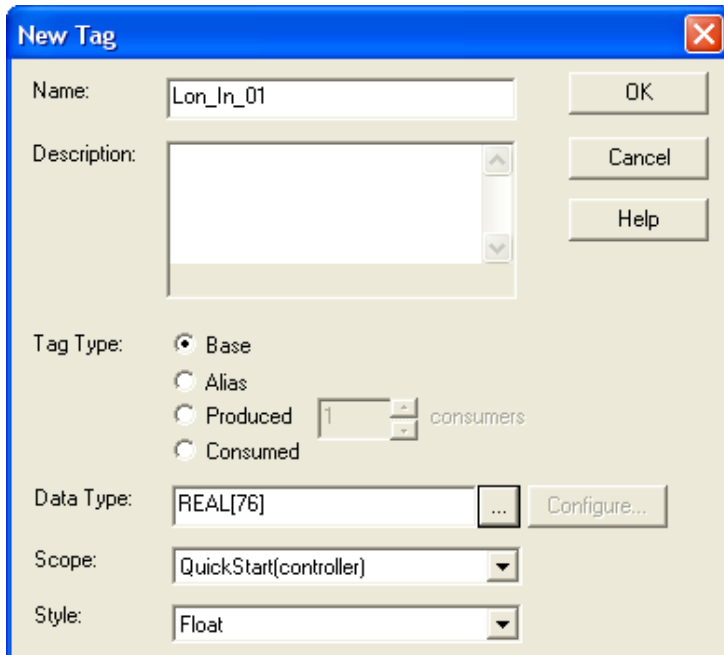 New Tag
Name: Lon_In_01 OK
Description: Cancel
Help
Tag Type: Base
Alias
Produced 1 consumers
Consumed
Data Type: REAL[76] ... Configure...
Scope: QuickStart(controller)
Style: Float